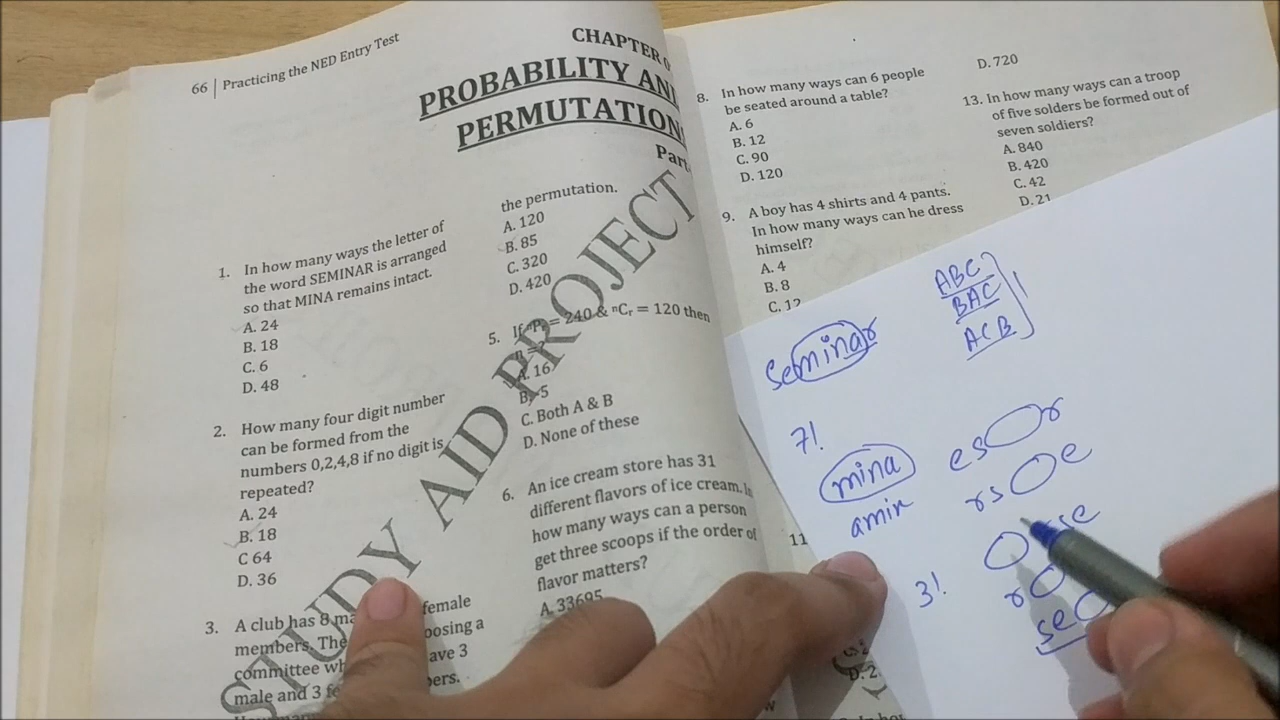 66 | Practicing the NED Entry Test
CHAPTER
PROBABILITY AND
PERMUTATION
Part
1. In how many ways the letter of
the word SEMINAR is arranged
so that MINA remains intact.
A. 24
B. 18
C. 6
D. 48
2. How many four digit number
can be formed from the
numbers 0,2,4,8 if no digit is
repeated?
A. 24
B. 18
C 64
D. 36
3. A club has 8 female
members. The
committee ave 3
male and 3
the permutation.
A. 120
B. 85
C. 320
D. 420
5. If = 240 & ⁿCᵣ = 120 then
A. 16
B. 5
C. Both A & B
D. None of these
6. An ice cream store has 31
different flavors of ice cream. In
how many ways can a person
get three scoops if the order of
flavor matters?
A. 33695
STUDY AID PROJECT
8. In how many ways can 6 people
be seated around a table?
A. 6
B. 12
C. 90
D. 120
9. A boy has 4 shirts and 4 pants.
In how many ways can he dress
himself?
A. 4
B. 8
C. 12
11
D. 720
13. In how many ways can a troop
of five solders be formed out of
seven soldiers?
A. 840
B. 420
C. 42
D. 21
seminar
ABC
BAC
ACB
7!
mina
amin
es r
rs e
3!
r
se